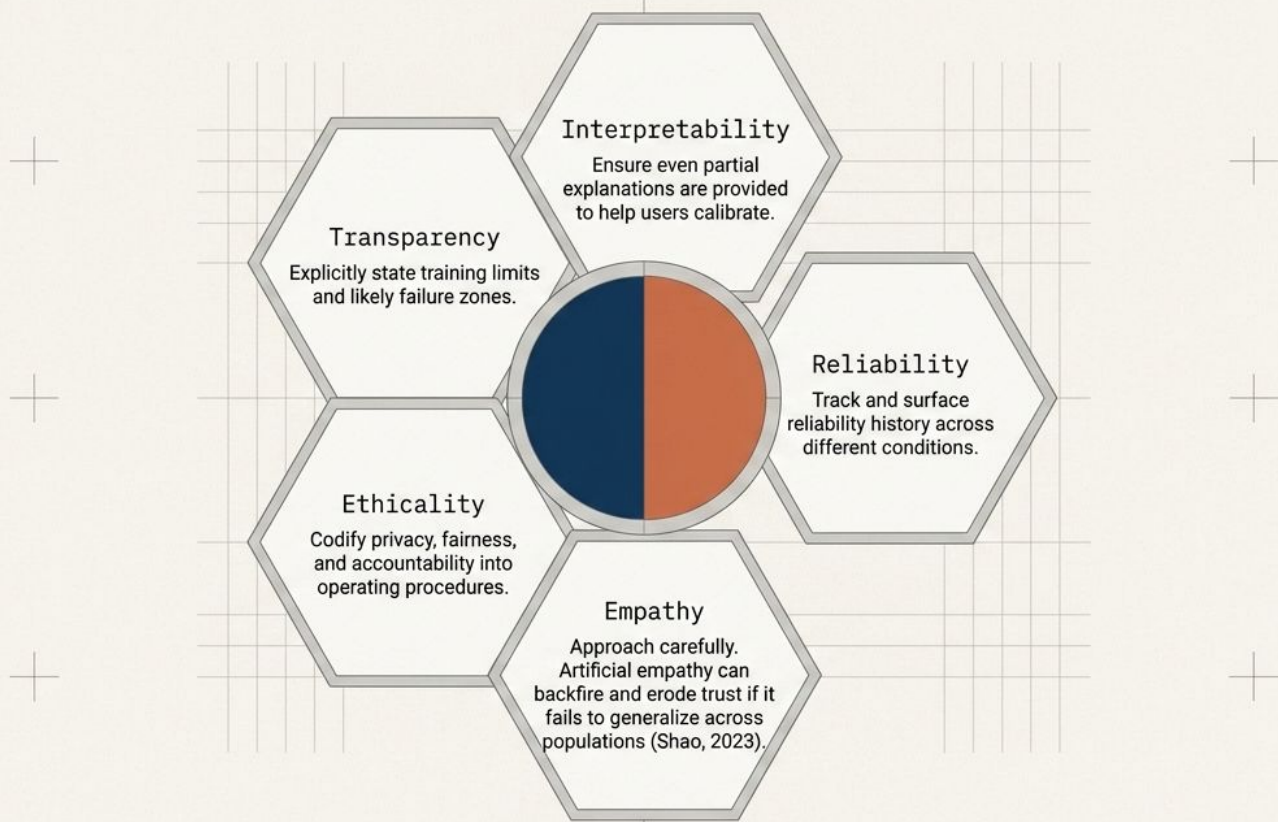 Interpretability
Ensure even partial
explanations are provided
to help users calibrate.
Transparency
Explicitly state training limits
and likely failure zones.
Reliability
Track and surface
reliability history across
different conditions.
Ethicality
Codify privacy, fairness,
and accountability into
operating procedures.
Empathy
Approach carefully.
Artificial empathy can
backfire and erode trust if it
fails to generalize across
populations (Shao, 2023).